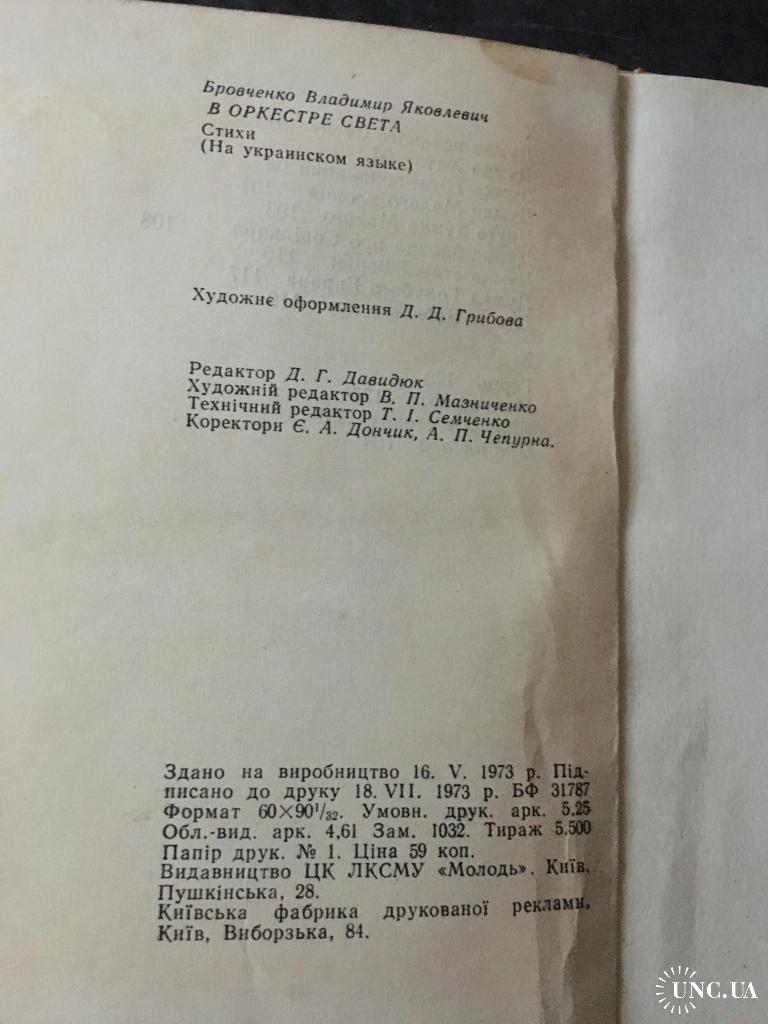 Бровченко Владимир Яковлевич
В ОРКЕСТРЕ СВЕТА
Стихи
(На украинском языке)
Художнє оформлення Д. Д. Грибова
Редактор Д. Г. Давидюк
Художній редактор В. П. Мазниченко
Технічний редактор Т. І. Семченко
Коректори Є. А. Дончик, А. П. Чепурна.
Здано на виробництво 16. V. 1973 р. Під-
писано до друку 18. VII. 1973 р. БФ 31787
Формат 60×90¹/₃₂. Умовн. друк. арк. 5,25
Обл.-вид. арк. 4,61 Зам. 1032. Тираж 5.500
Папір друк. № 1. Ціна 59 коп.
Видавництво ЦК ЛКСМУ «Молодь». Київ,
Пушкінська, 28.
Київська фабрика друкованої реклами,
Київ, Виборзька, 84.
UNC.UA